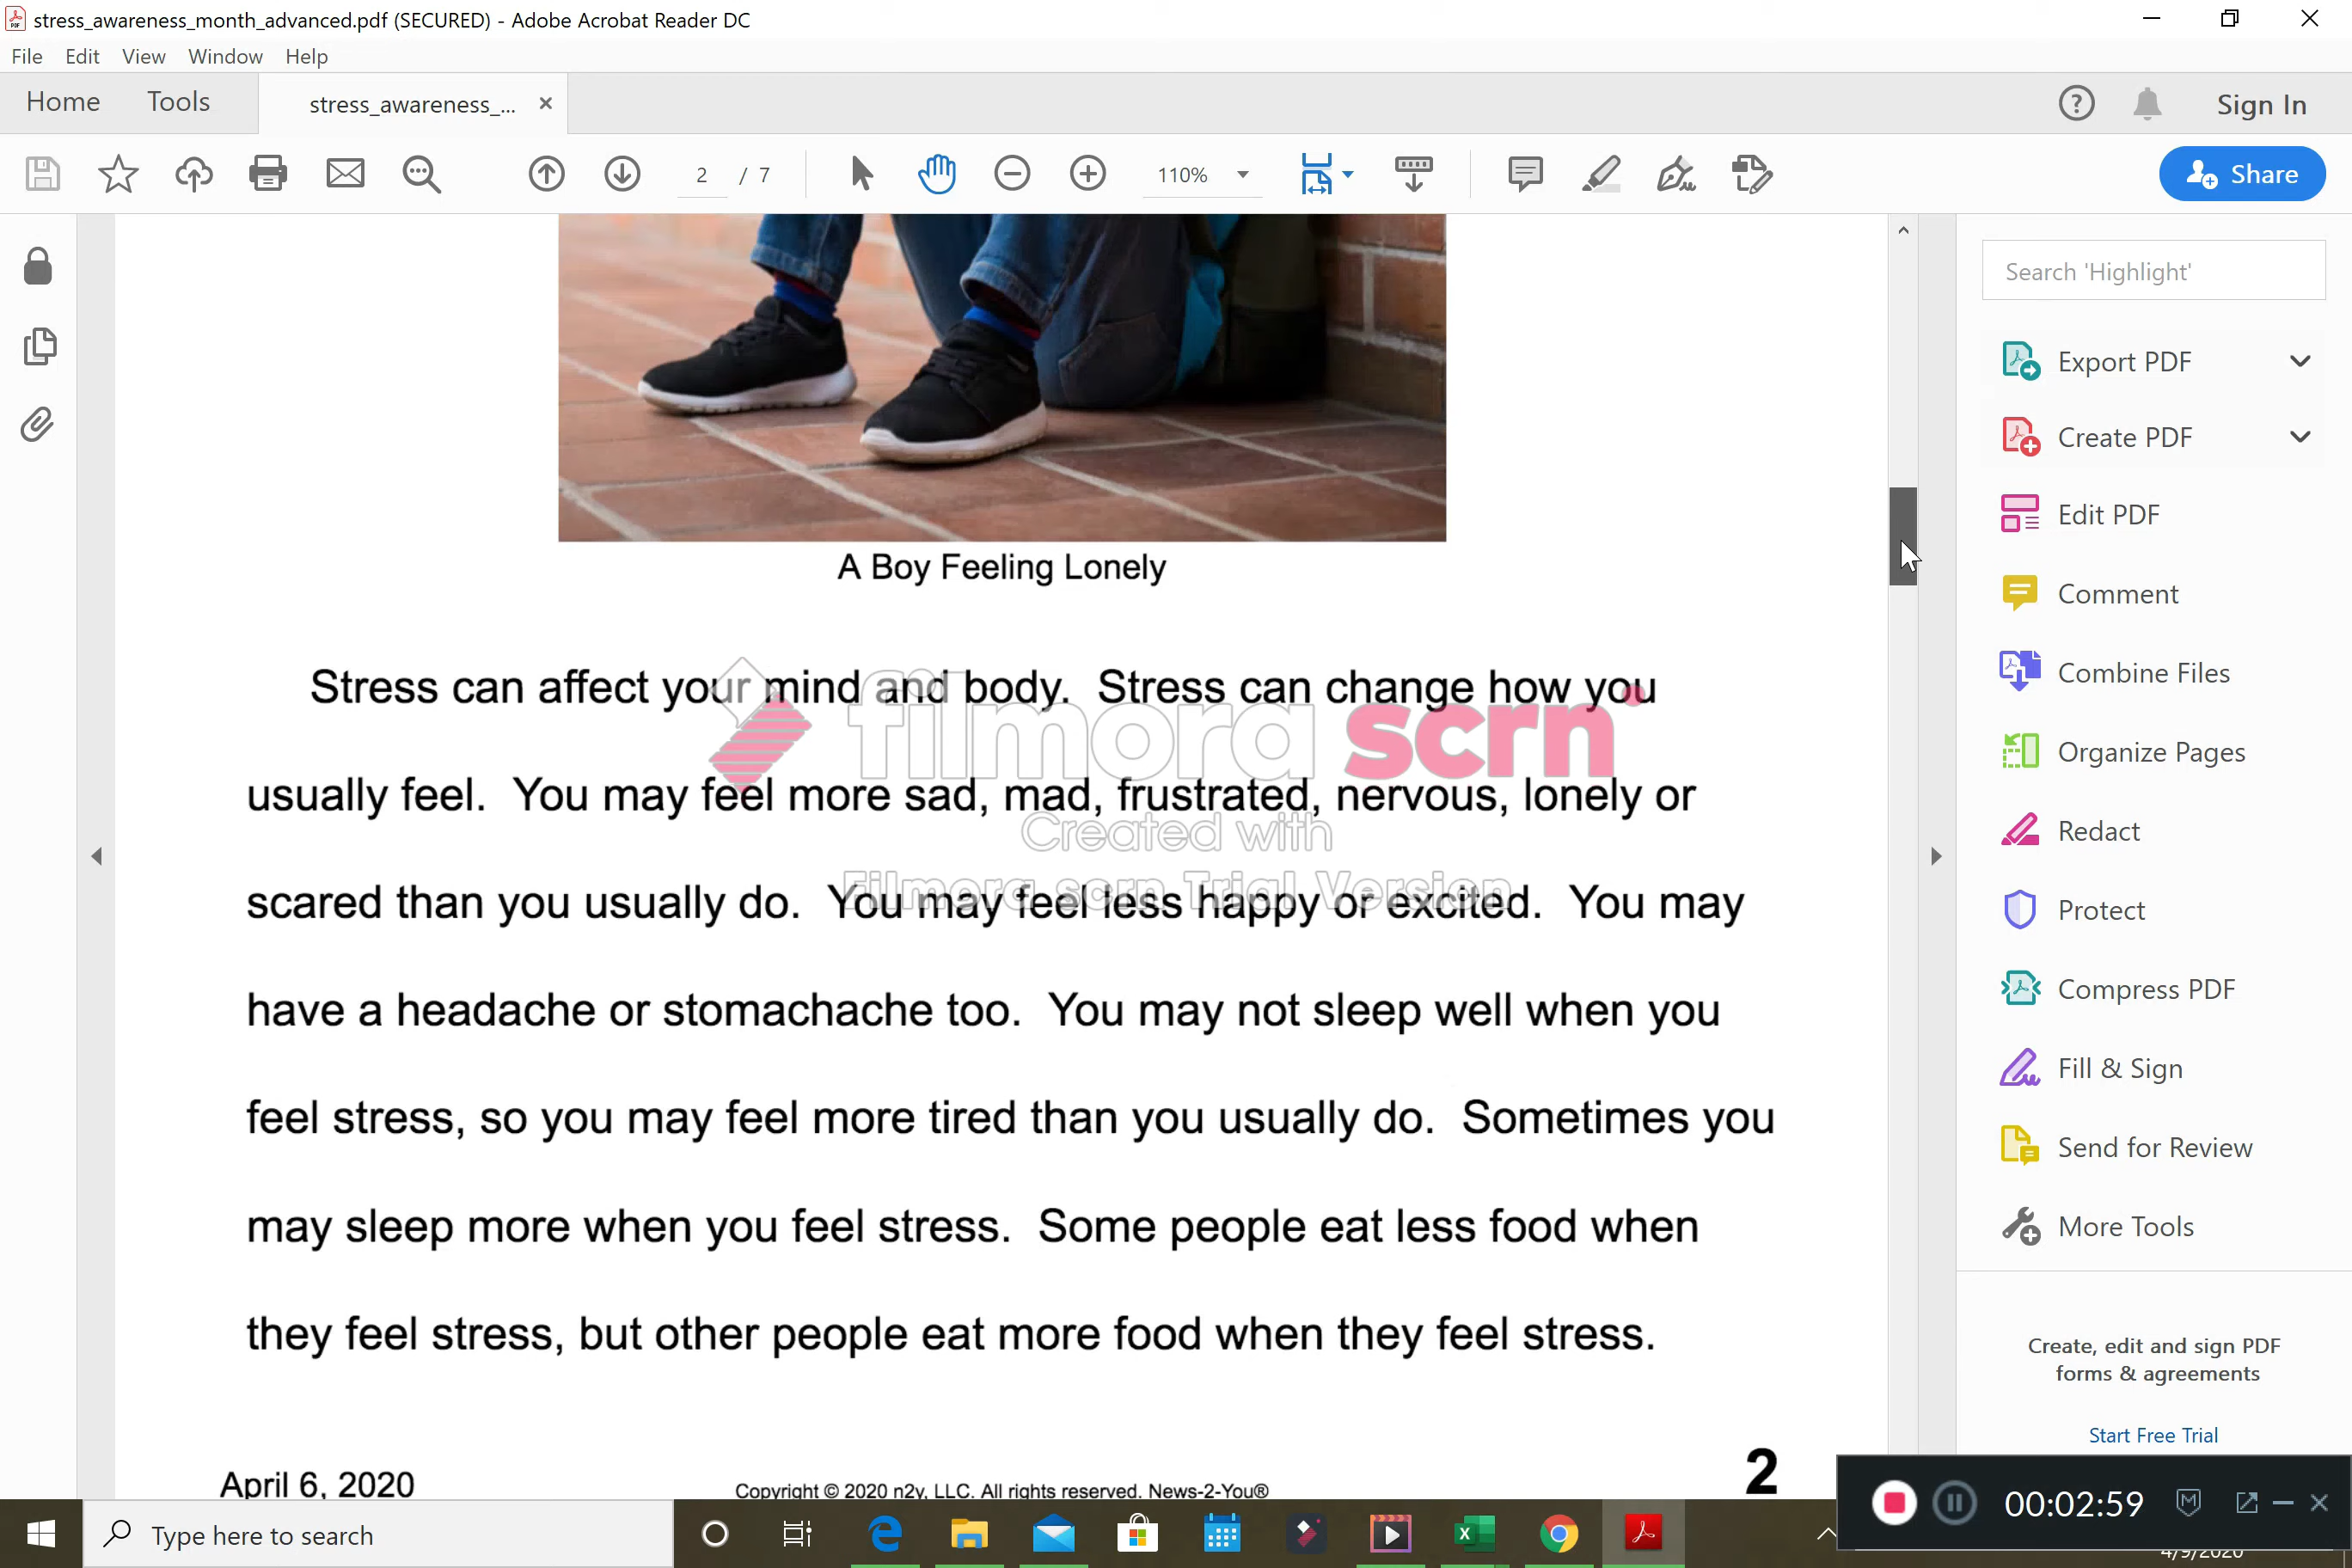 stress_awareness_month_advanced.pdf (SECURED) - Adobe Acrobat Reader DC
File Edit View Window Help
Home Tools stress_awareness_... × Sign In
2 / 7 110% Share
Search 'Highlight'
Export PDF
Create PDF
Edit PDF
Comment
Combine Files
Organize Pages
Redact
Protect
Compress PDF
Fill & Sign
Send for Review
More Tools
Create, edit and sign PDF
forms & agreements
Start Free Trial
A Boy Feeling Lonely
Stress can affect your mind and body. Stress can change how you
usually feel. You may feel more sad, mad, frustrated, nervous, lonely or
scared than you usually do. You may feel less happy or excited. You may
have a headache or stomachache too. You may not sleep well when you
feel stress, so you may feel more tired than you usually do. Sometimes you
may sleep more when you feel stress. Some people eat less food when
they feel stress, but other people eat more food when they feel stress.
filmora scrn
Created with
Filmora scrn Trial Version
April 6, 2020 Copyright © 2020 n2y, LLC. All rights reserved. News-2-You® 2
Type here to search
00:02:59
4/9/2020